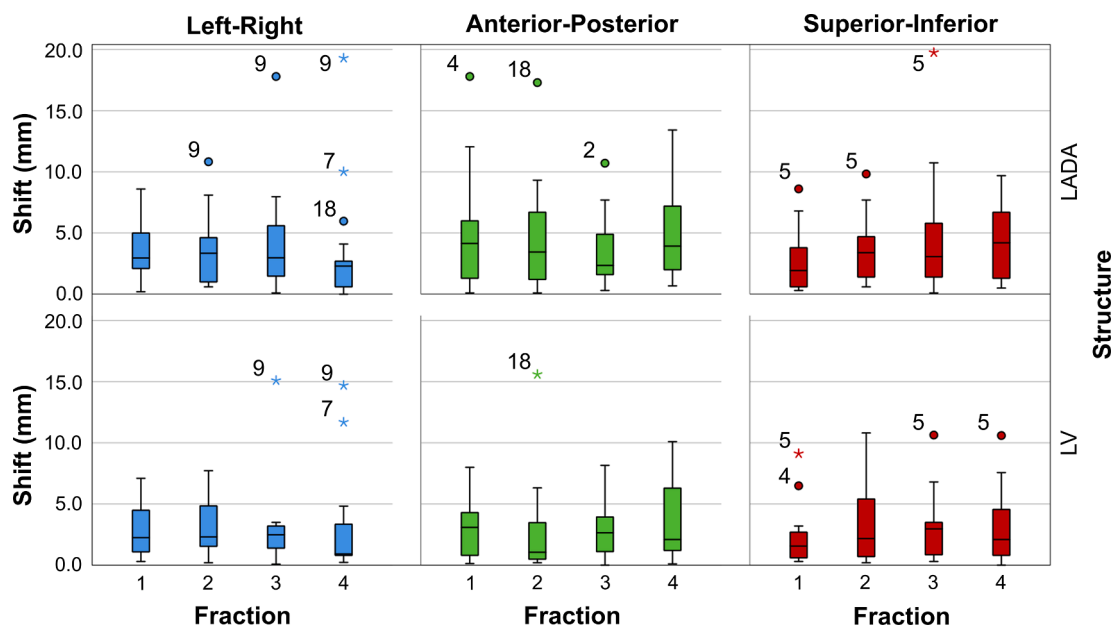 Left-Right Anterior-Posterior Superior-Inferior
20.0 9 9 4 18 5
15.0
10.0 9 7 2 5 5
5.0 18
0.0
Shift (mm)
LADA
20.0
15.0 9 9 7 18
10.0 5 5 5
5.0 4
0.0
Shift (mm)
LV
Structure
1 2 3 4 1 2 3 4 1 2 3 4
Fraction Fraction Fraction